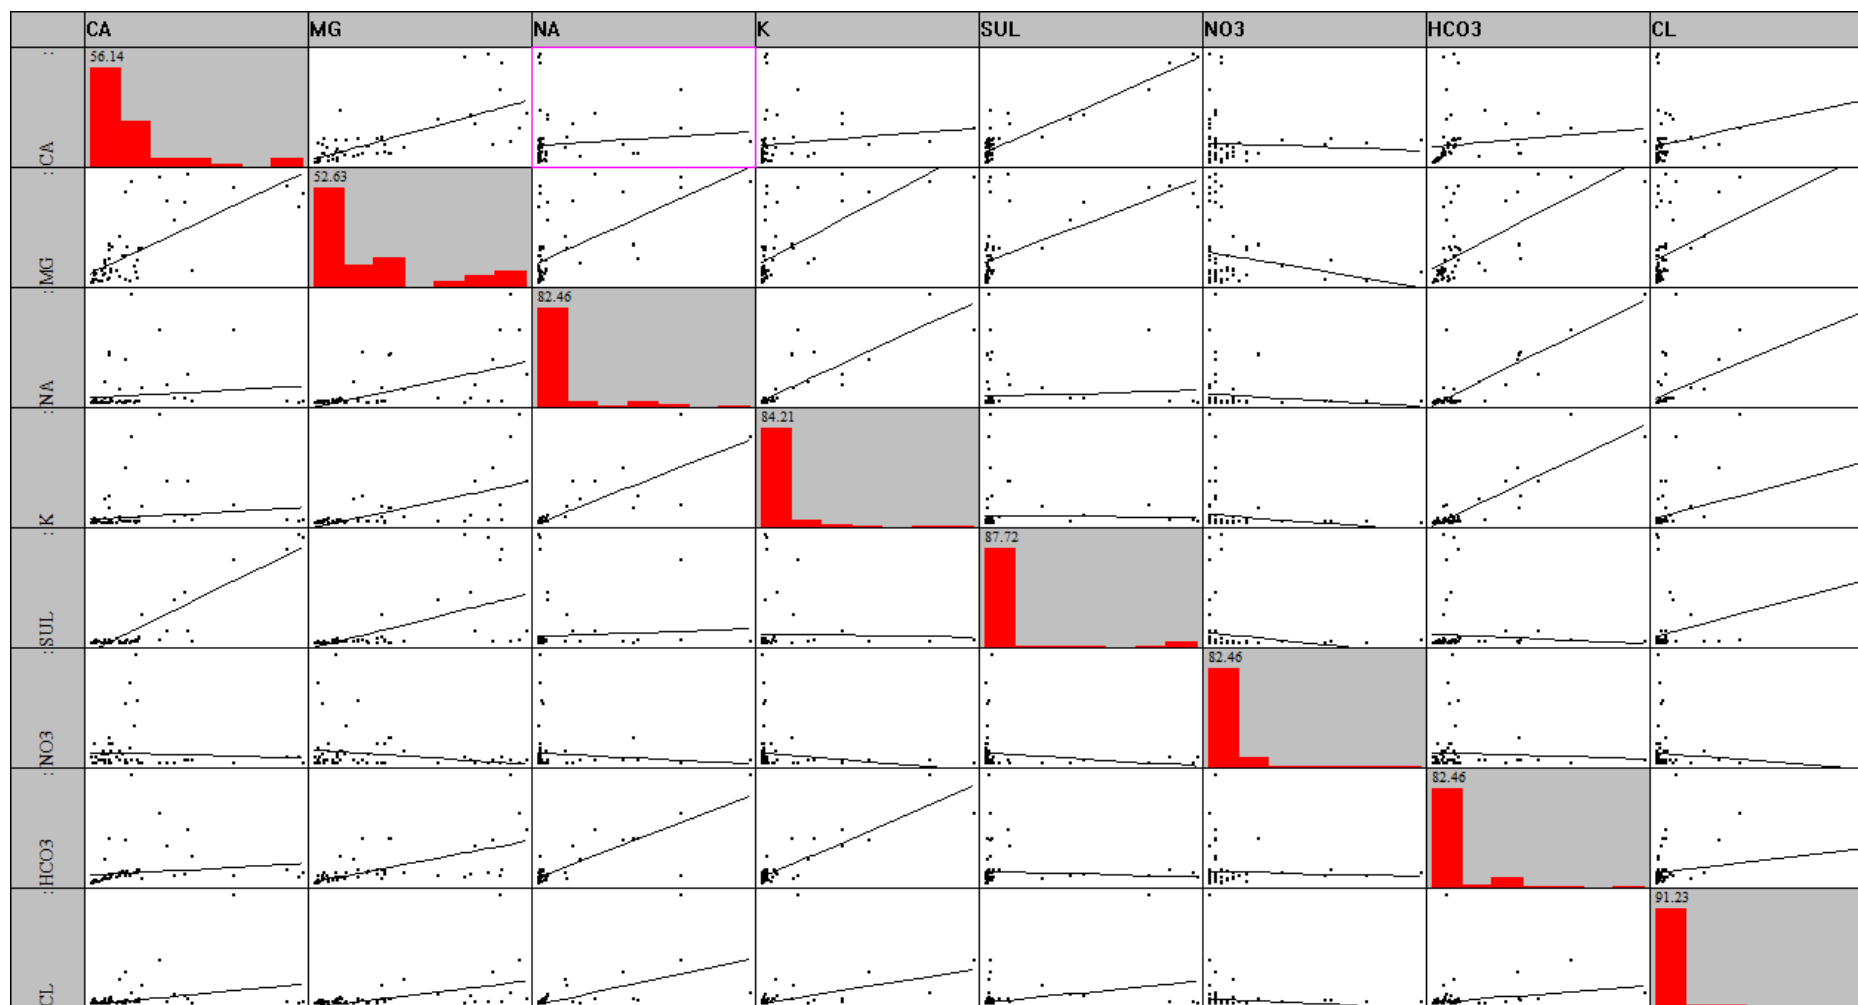 CA MG NA K SUL NO3 HCO3 CL
CA 56.14
MG 52.63
NA 82.46
K 84.21
SUL 87.72
NO3 82.46
HCO3 82.46
CL 91.23